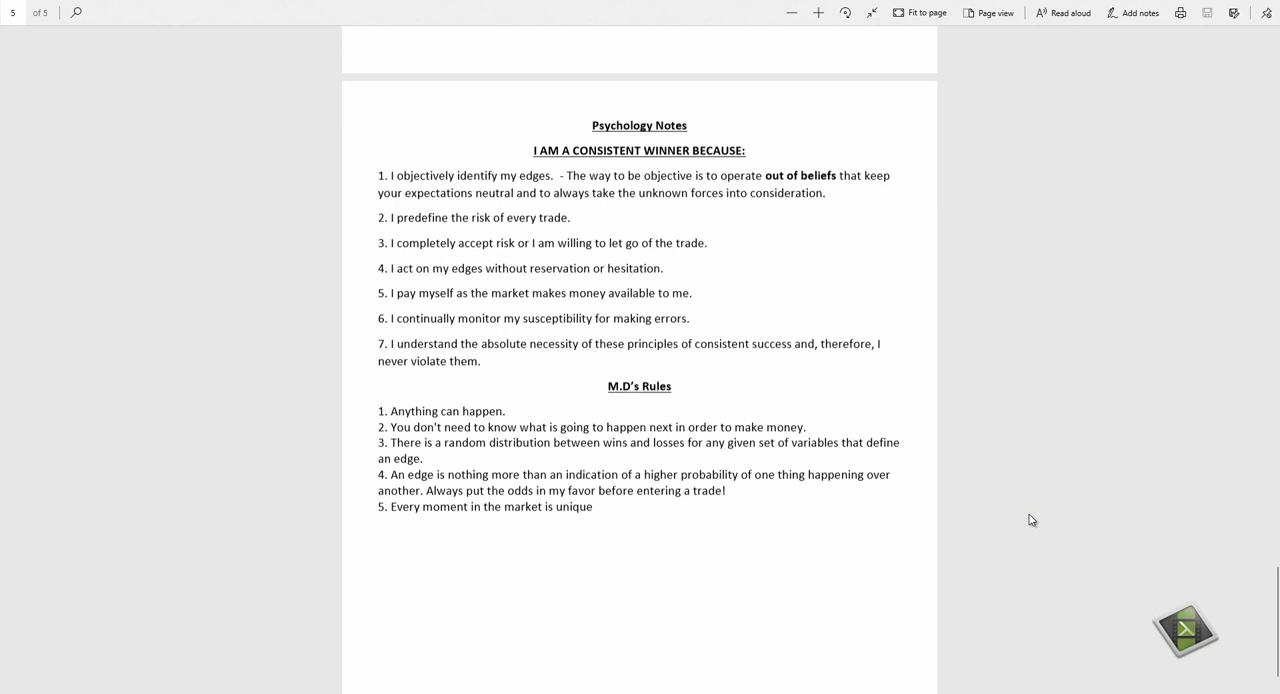 5 of 5 Fit to page Page view Read aloud Add notes
Psychology Notes
I AM A CONSISTENT WINNER BECAUSE:
1. I objectively identify my edges.  - The way to be objective is to operate out of beliefs that keep
your expectations neutral and to always take the unknown forces into consideration.
2. I predefine the risk of every trade.
3. I completely accept risk or I am willing to let go of the trade.
4. I act on my edges without reservation or hesitation.
5. I pay myself as the market makes money available to me.
6. I continually monitor my susceptibility for making errors.
7. I understand the absolute necessity of these principles of consistent success and, therefore, I
never violate them.
M.D’s Rules
1. Anything can happen.
2. You don't need to know what is going to happen next in order to make money.
3. There is a random distribution between wins and losses for any given set of variables that define
an edge.
4. An edge is nothing more than an indication of a higher probability of one thing happening over
another. Always put the odds in my favor before entering a trade!
5. Every moment in the market is unique